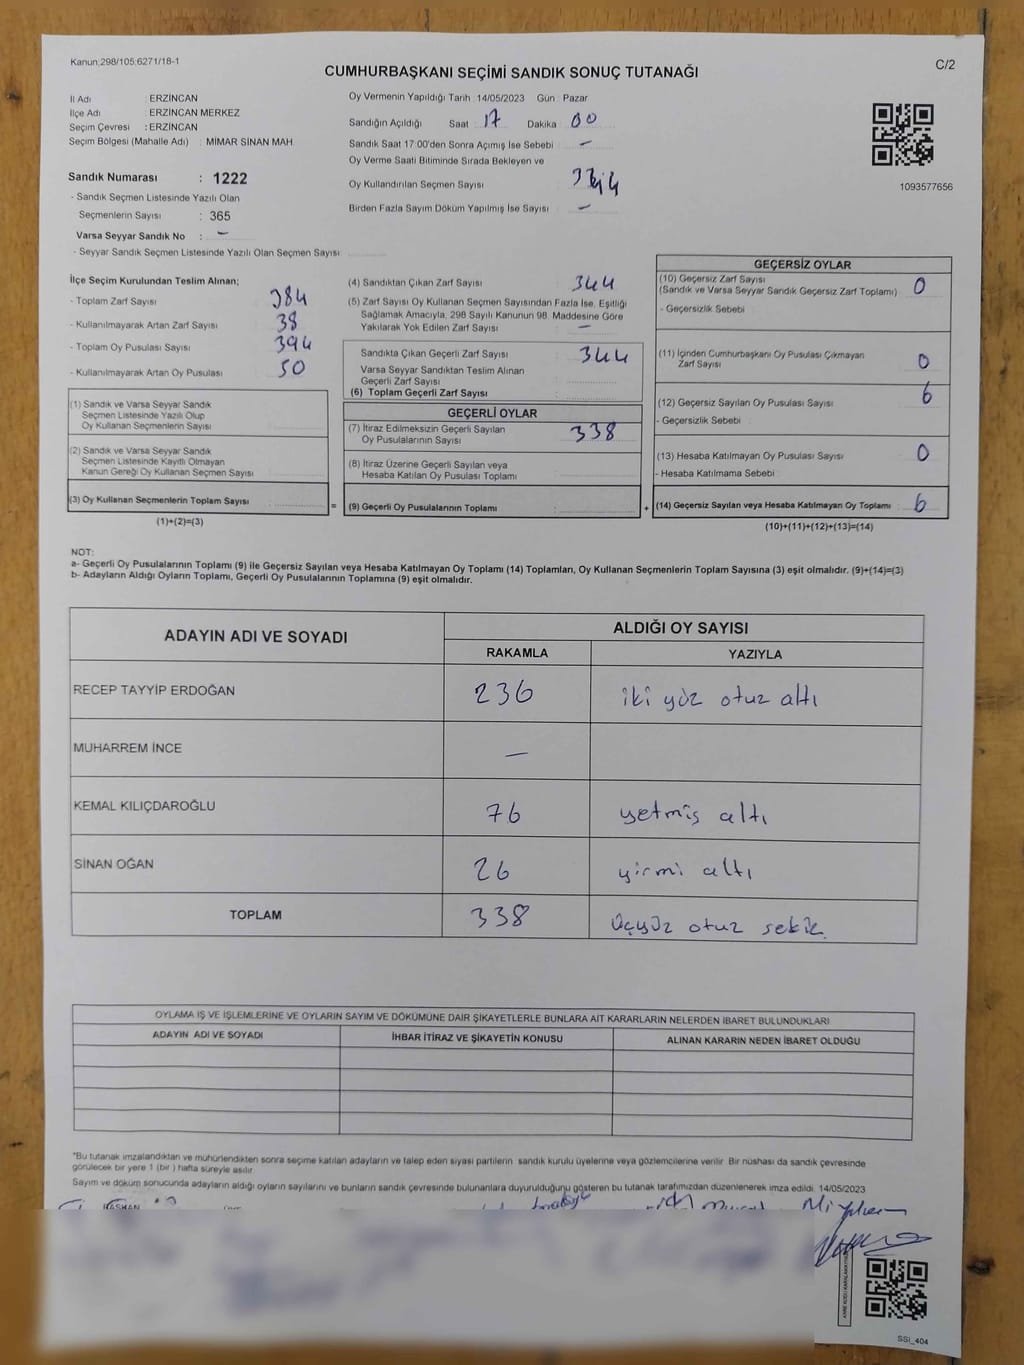 Kanun;298/105;6271/18-1
C/2
CUMHURBAŞKANI SEÇİMİ SANDIK SONUÇ TUTANAĞI
İl Adı : ERZİNCAN
İlçe Adı : ERZİNCAN MERKEZ
Seçim Çevresi : ERZİNCAN
Seçim Bölgesi (Mahalle Adı) : MİMAR SİNAN MAH.
Sandık Numarası : 1222
- Sandık Seçmen Listesinde Yazılı Olan
Seçmenlerin Sayısı : 365
Varsa Seyyar Sandık No : -
- Seyyar Sandık Seçmen Listesinde Yazılı Olan Seçmen Sayısı
Oy Vermenin Yapıldığı Tarih :14/05/2023 Gün : Pazar
Sandığın Açıldığı Saat 17 Dakika 00
Sandık Saat 17:00'den Sonra Açımış İse Sebebi -
Oy Verme Saati Bitiminde Sırada Bekleyen ve
Oy Kullandırılan Seçmen Sayısı
Birden Fazla Sayım Döküm Yapılmış İse Sayısı -
1093577656
İlçe Seçim Kurulundan Teslim Alınan;
- Toplam Zarf Sayısı 384
- Kullanılmayarak Artan Zarf Sayısı 38
- Toplam Oy Pusulası Sayısı 394
- Kullanılmayarak Artan Oy Pusulası 50
(1) Sandık ve Varsa Seyyar Sandık
Seçmen Listesinde Yazılı Olup
Oy Kullanan Seçmenlerin Sayısı
(2) Sandık ve Varsa Seyyar Sandık
Seçmen Listesinde Kayıtlı Olmayan
Kanun Gereği Oy Kullanan Seçmen Sayısı
(3) Oy Kullanan Seçmenlerin Toplam Sayısı =
(1)+(2)=(3)
(4) Sandıktan Çıkan Zarf Sayısı 344
(5) Zarf Sayısı Oy Kullanan Seçmen Sayısından Fazla İse, Eşitliği
Sağlamak Amacıyla, 298 Sayılı Kanunun 98. Maddesine Göre
Yakılarak Yok Edilen Zarf Sayısı -
Sandıkta Çıkan Geçerli Zarf Sayısı 344
Varsa Seyyar Sandıktan Teslim Alınan
Geçerli Zarf Sayısı
(6) Toplam Geçerli Zarf Sayısı
GEÇERLİ OYLAR
(7) İtiraz Edilmeksizin Geçerli Sayılan
Oy Pusulalarının Sayısı 338
(8) İtiraz Üzerine Geçerli Sayılan veya
Hesaba Katılan Oy Pusulası Toplamı
(9) Geçerli Oy Pusulalarının Toplamı +
GEÇERSİZ OYLAR
(10) Geçersiz Zarf Sayısı
(Sandık ve Varsa Seyyar Sandık Geçersiz Zarf Toplamı) 0
- Geçersizlik Sebebi
(11) İçinden Cumhurbaşkanı Oy Pusulası Çıkmayan
Zarf Sayısı 0
(12) Geçersiz Sayılan Oy Pusulası Sayısı 6
- Geçersizlik Sebebi
(13) Hesaba Katılmayan Oy Pusulası Sayısı 0
- Hesaba Katılmama Sebebi
(14) Geçersiz Sayılan veya Hesaba Katılmayan Oy Toplamı : 6
(10)+(11)+(12)+(13)=(14)
NOT:
a- Geçerli Oy Pusulalarının Toplamı (9) ile Geçersiz Sayılan veya Hesaba Katılmayan Oy Toplamı (14) Toplamları, Oy Kullanan Seçmenlerin Toplam Sayısına (3) eşit olmalıdır. (9)+(14)=(3)
b- Adayların Aldığı Oyların Toplamı, Geçerli Oy Pusulalarının Toplamına (9) eşit olmalıdır.
ADAYIN ADI VE SOYADI
ALDIĞI OY SAYISI
RAKAMLA YAZIYLA
RECEP TAYYİP ERDOĞAN 236 iki yüz otuz altı
MUHARREM İNCE -
KEMAL KILIÇDAROĞLU 76 yetmiş altı
SİNAN OĞAN 26 yirmi altı
TOPLAM 338 Üçyüz otuz sekiz
OYLAMA İŞ VE İŞLEMLERİNE VE OYLARIN SAYIM VE DÖKÜMÜNE DAİR ŞİKAYETLERLE BUNLARA AİT KARARLARIN NELERDEN İBARET BULUNDUKLARI
ADAYIN ADI VE SOYADI İHBAR İTİRAZ VE ŞİKAYETİN KONUSU ALINAN KARARIN NEDEN İBARET OLDUĞU
*Bu tutanak imzalandıktan ve mühürlendikten sonra seçime katılan adayların ve talep eden siyasi partilerin sandık kurulu üyelerine veya gözlemcilerine verilir. Bir nüshası da sandık çevresinde
görülecek bir yere 1 (bir) hafta süreyle asılır.
Sayım ve döküm sonucunda adayların aldığı oyların sayılarını ve bunların sandık çevresinde bulunanlara duyurulduğunu gösteren bu tutanak tarafımızdan düzenlenerek imza edildi. 14/05/2023
SSİ_404